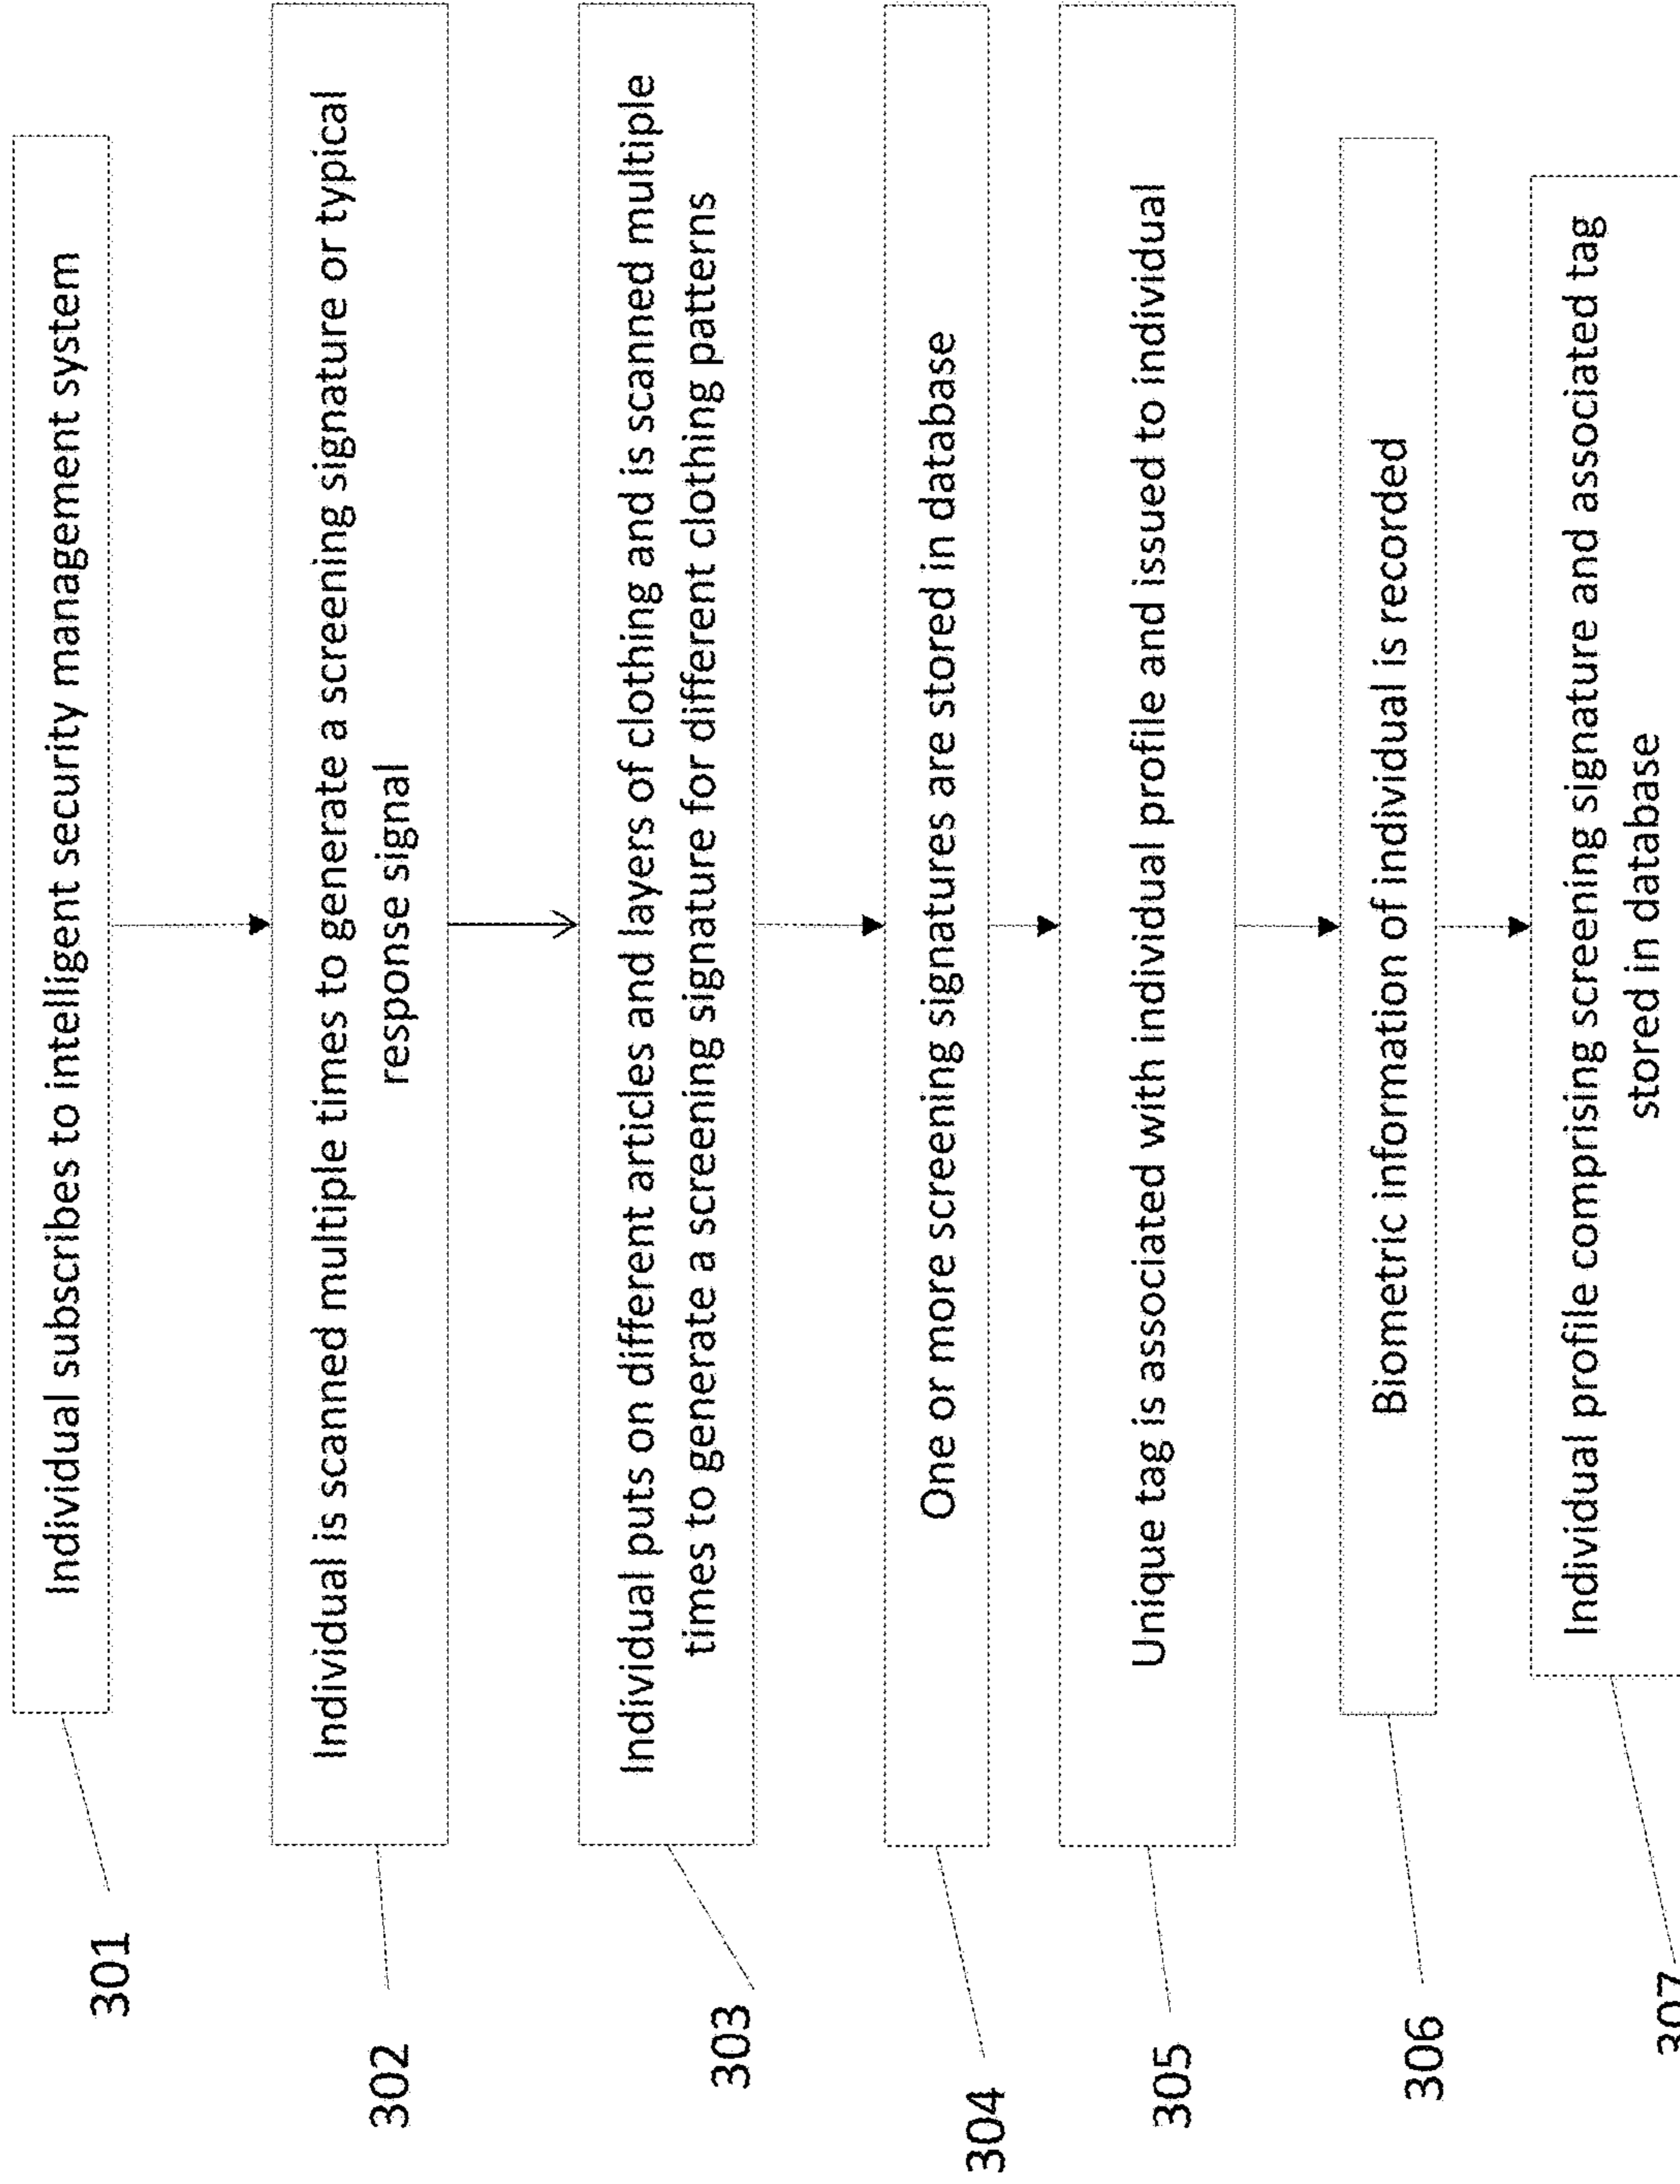 301
Individual subscribes to intelligent security management system
302
Individual is scanned multiple times to generate a screening signature or typical
response signal
303
Individual puts on different articles and layers of clothing and is scanned multiple
times to generate a screening signature for different clothing patterns
304
One or more screening signatures are stored in database
305
Unique tag is associated with individual profile and issued to individual
306
Biometric information of individual is recorded
307
Individual profile comprising screening signature and associated tag
stored in database